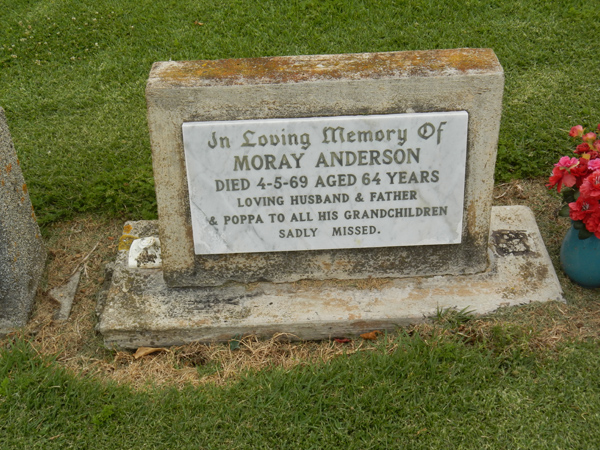 In Loving Memory Of
MORAY ANDERSON
DIED 4-5-69 AGED 64 YEARS
LOVING HUSBAND & FATHER
& POPPA TO ALL HIS GRANDCHILDREN
SADLY MISSED.